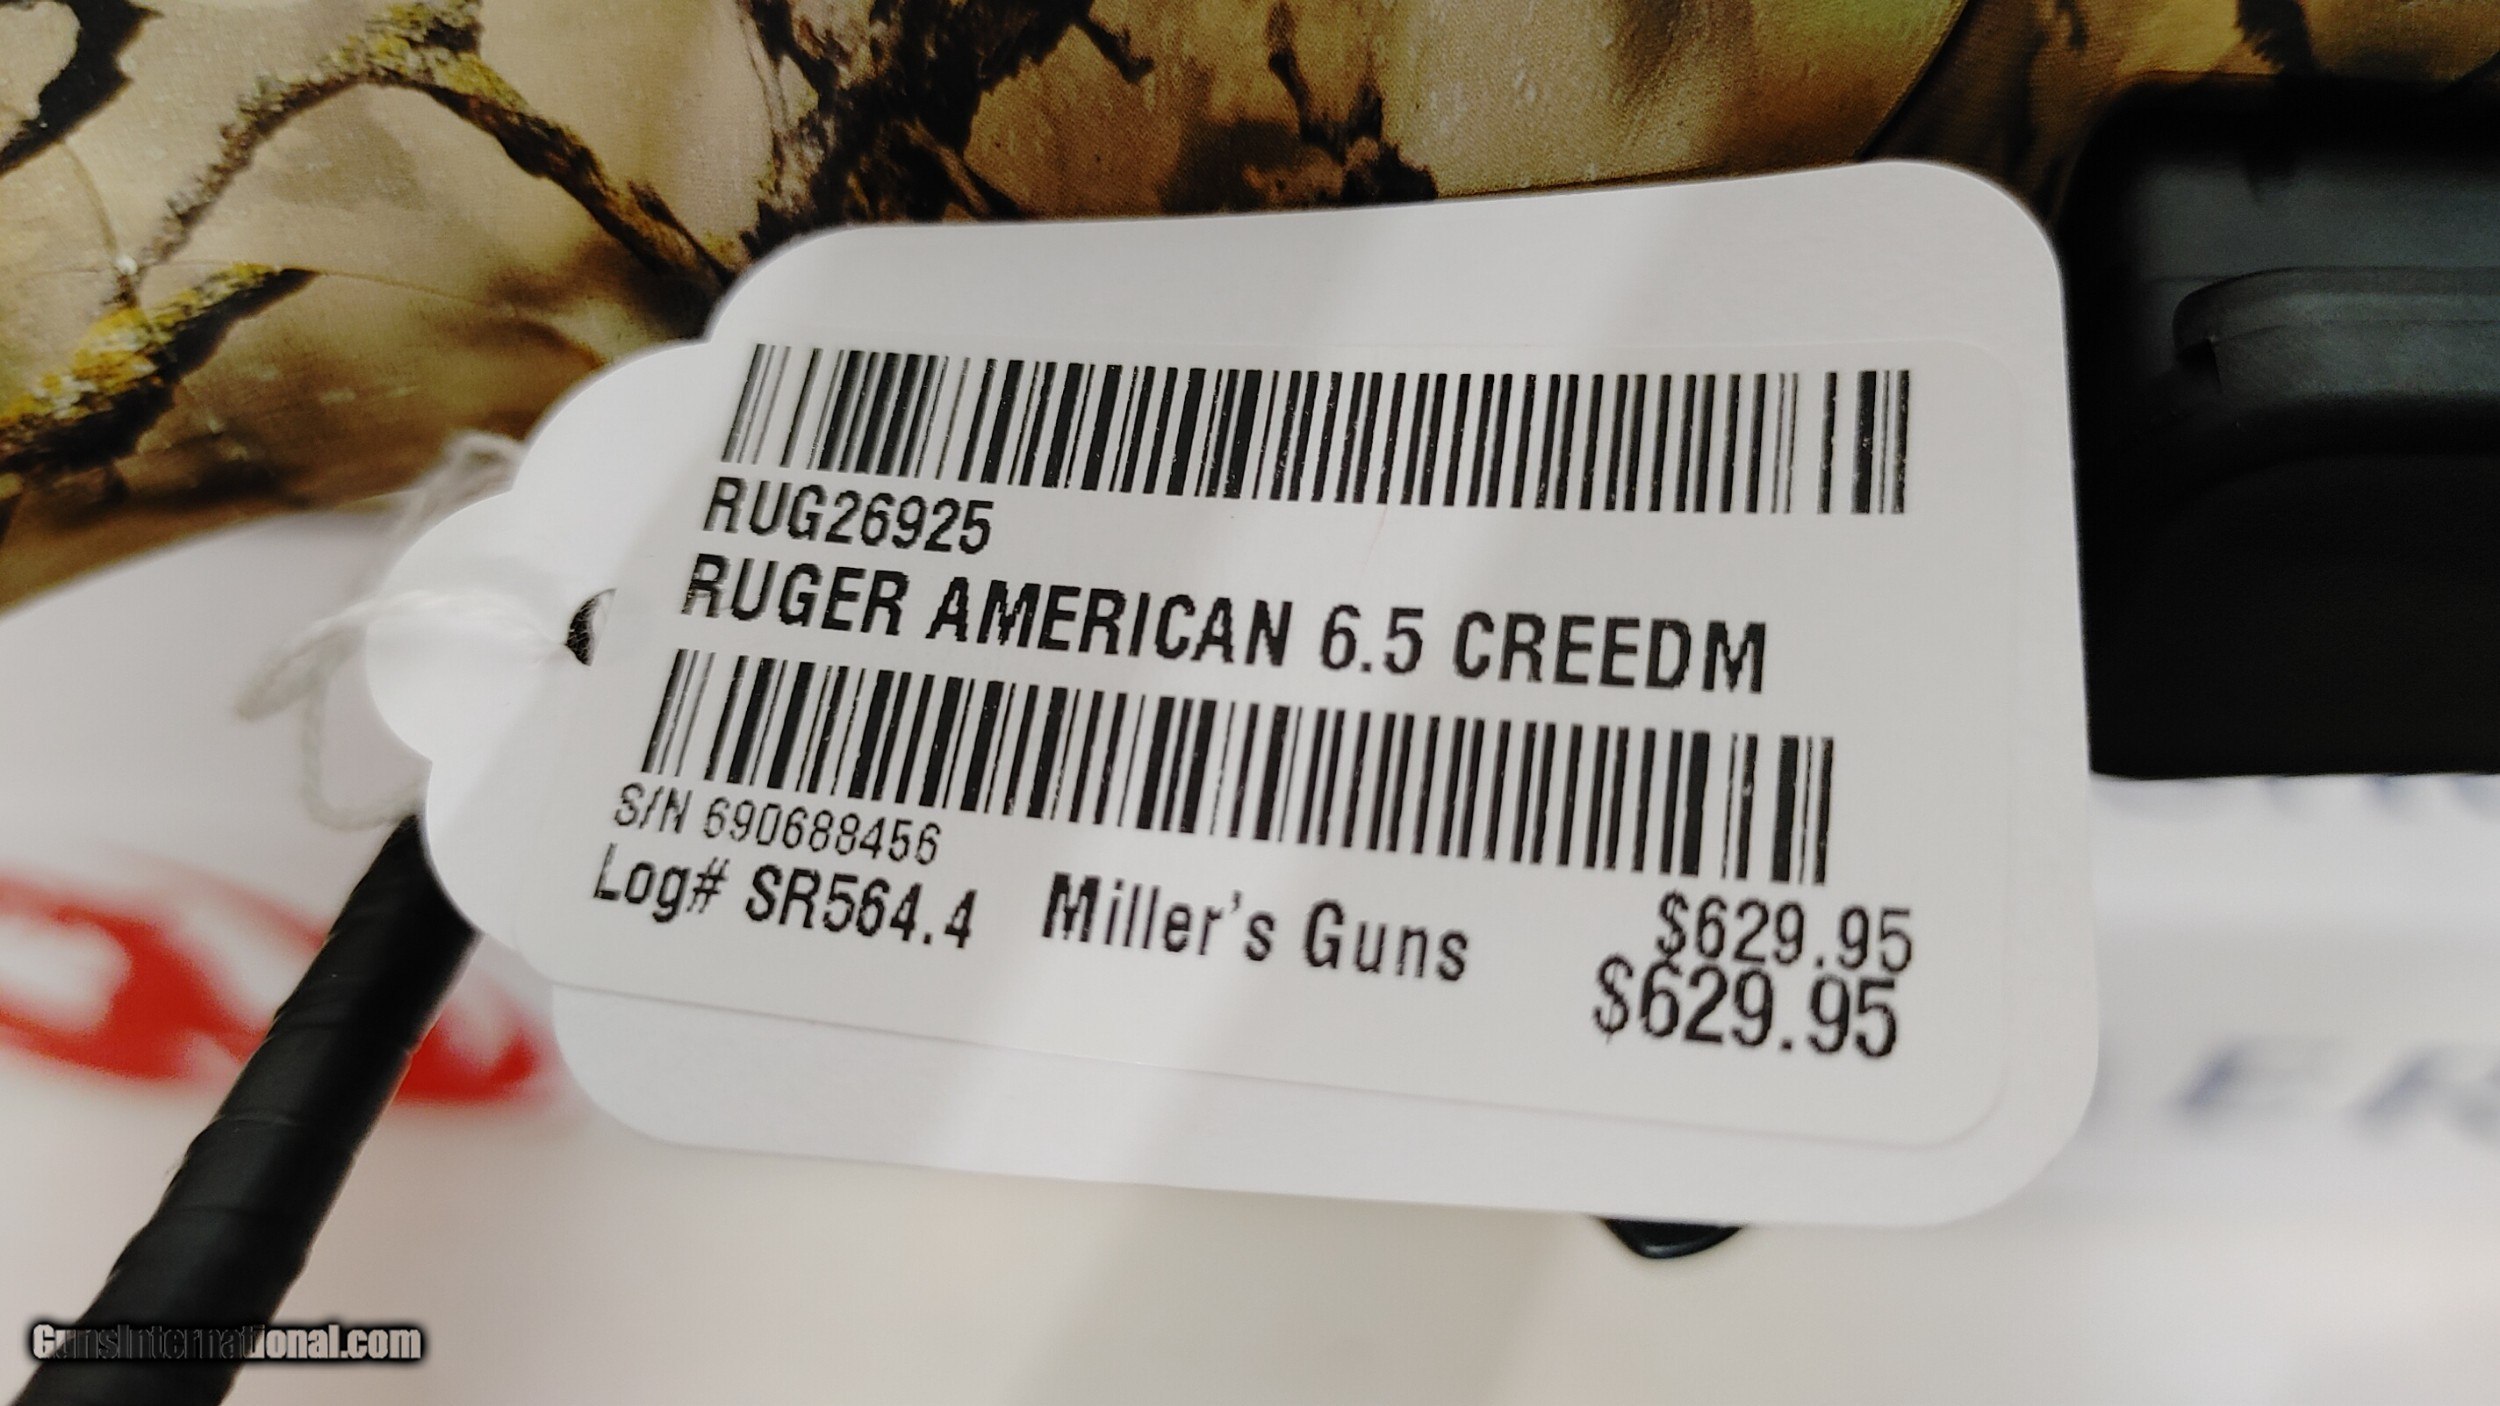 RUG26925
RUGER AMERICAN 6.5 CREEDM
S/N 690688456
Log# SR564.4 Miller's Guns $629.95
$629.95
GunsInternational.com